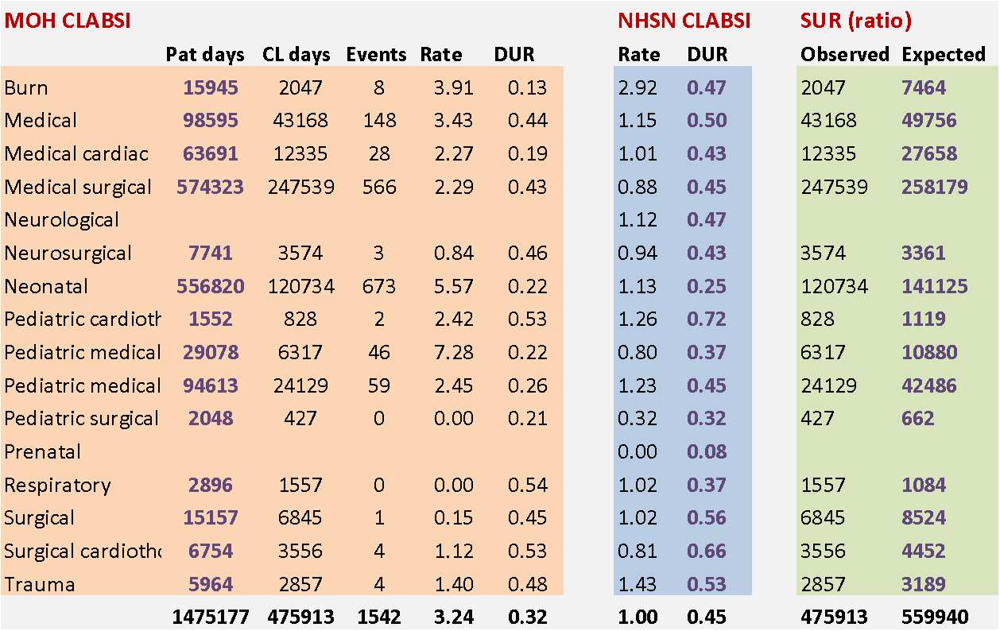 MOH CLABSI NHSN CLABSI SUR (ratio)
Pat days CL days Events Rate DUR Rate DUR Observed Expected
Burn 15945 2047 8 3.91 0.13 2.92 0.47 2047 7464
Medical 98595 43168 148 3.43 0.44 1.15 0.50 43168 49756
Medical cardiac 63691 12335 28 2.27 0.19 1.01 0.43 12335 27658
Medical surgical 574323 247539 566 2.29 0.43 0.88 0.45 247539 258179
Neurological 1.12 0.47
Neurosurgical 7741 3574 3 0.84 0.46 0.94 0.43 3574 3361
Neonatal 556820 120734 673 5.57 0.22 1.13 0.25 120734 141125
Pediatric cardioth 1552 828 2 2.42 0.53 1.26 0.72 828 1119
Pediatric medical 29078 6317 46 7.28 0.22 0.80 0.37 6317 10880
Pediatric medical 94613 24129 59 2.45 0.26 1.23 0.45 24129 42486
Pediatric surgical 2048 427 0 0.00 0.21 0.32 0.32 427 662
Prenatal 0.00 0.08
Respiratory 2896 1557 0 0.00 0.54 1.02 0.37 1557 1084
Surgical 15157 6845 1 0.15 0.45 1.02 0.56 6845 8524
Surgical cardiotho 6754 3556 4 1.12 0.53 0.81 0.66 3556 4452
Trauma 5964 2857 4 1.40 0.48 1.43 0.53 2857 3189
1475177 475913 1542 3.24 0.32 1.00 0.45 475913 559940